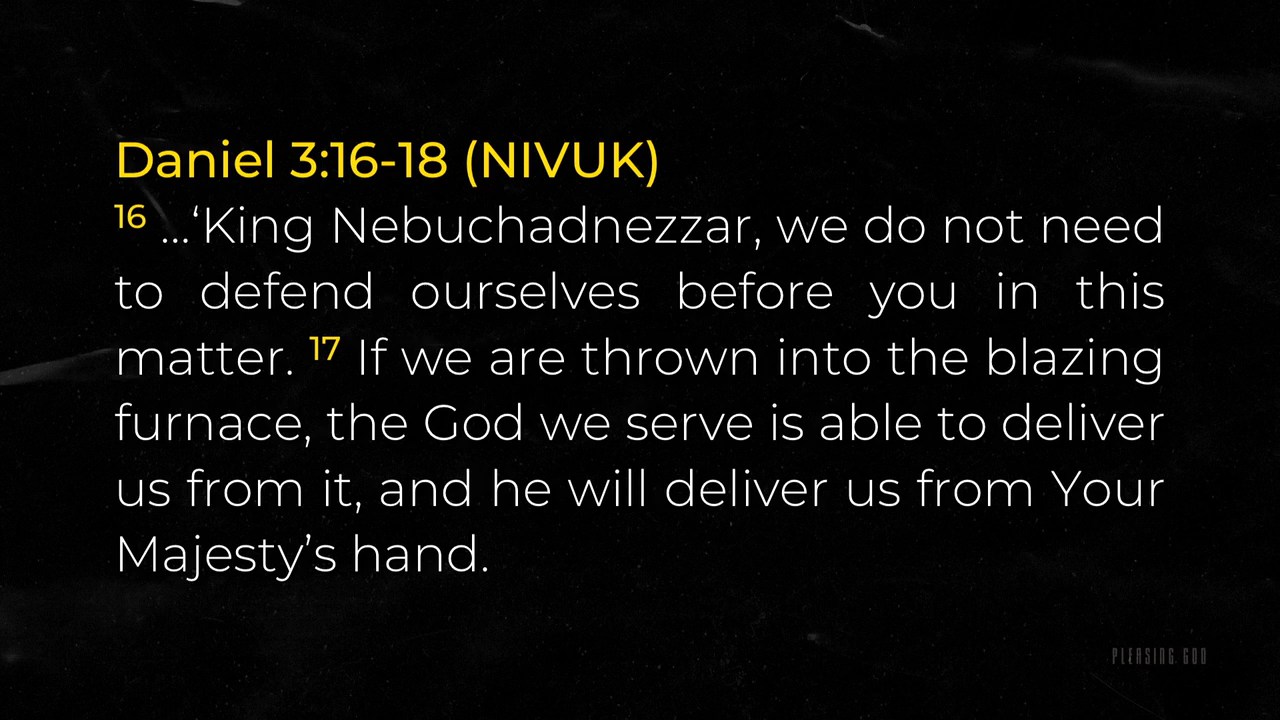 Daniel 3:16-18 (NIVUK)
16 ...‘King Nebuchadnezzar, we do not need
to defend ourselves before you in this
matter. 17 If we are thrown into the blazing
furnace, the God we serve is able to deliver
us from it, and he will deliver us from Your
Majesty’s hand.
PLEASING GOD